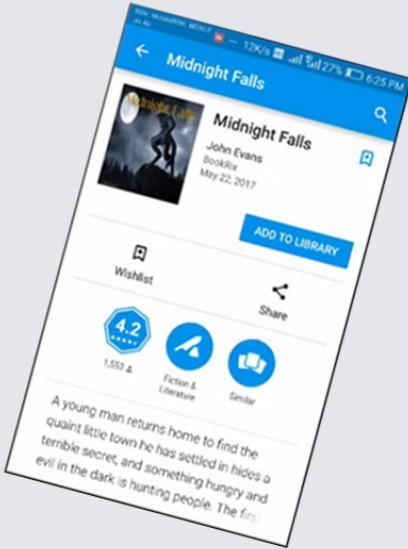 12K/s 27% 6:25 PM
Midnight Falls
Midnight Falls
Midnight Falls
John Evans
BookRix
May 22, 2017
ADD TO LIBRARY
Wishlist
Share
4.2
1,553
Fiction &
Literature
Similar
A young man returns home to find the
quaint little town he has settled in hides a
terrible secret, and something hungry and
evil in the dark is hunting people. The firs